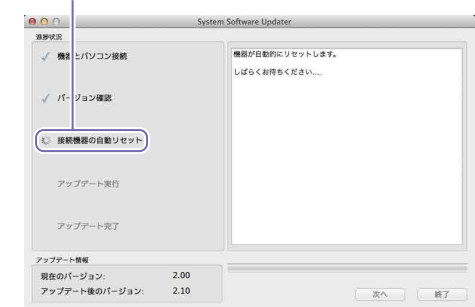 System Software Updater
進捗状況
機器とパソコン接続
バージョン確認
接続機器の自動リセット
アップデート実行
アップデート完了
機器が自動的にリセットします。
しばらくお待ちください...
アップデート情報
現在のバージョン: 2.00
アップデート後のバージョン: 2.10
次へ
終了